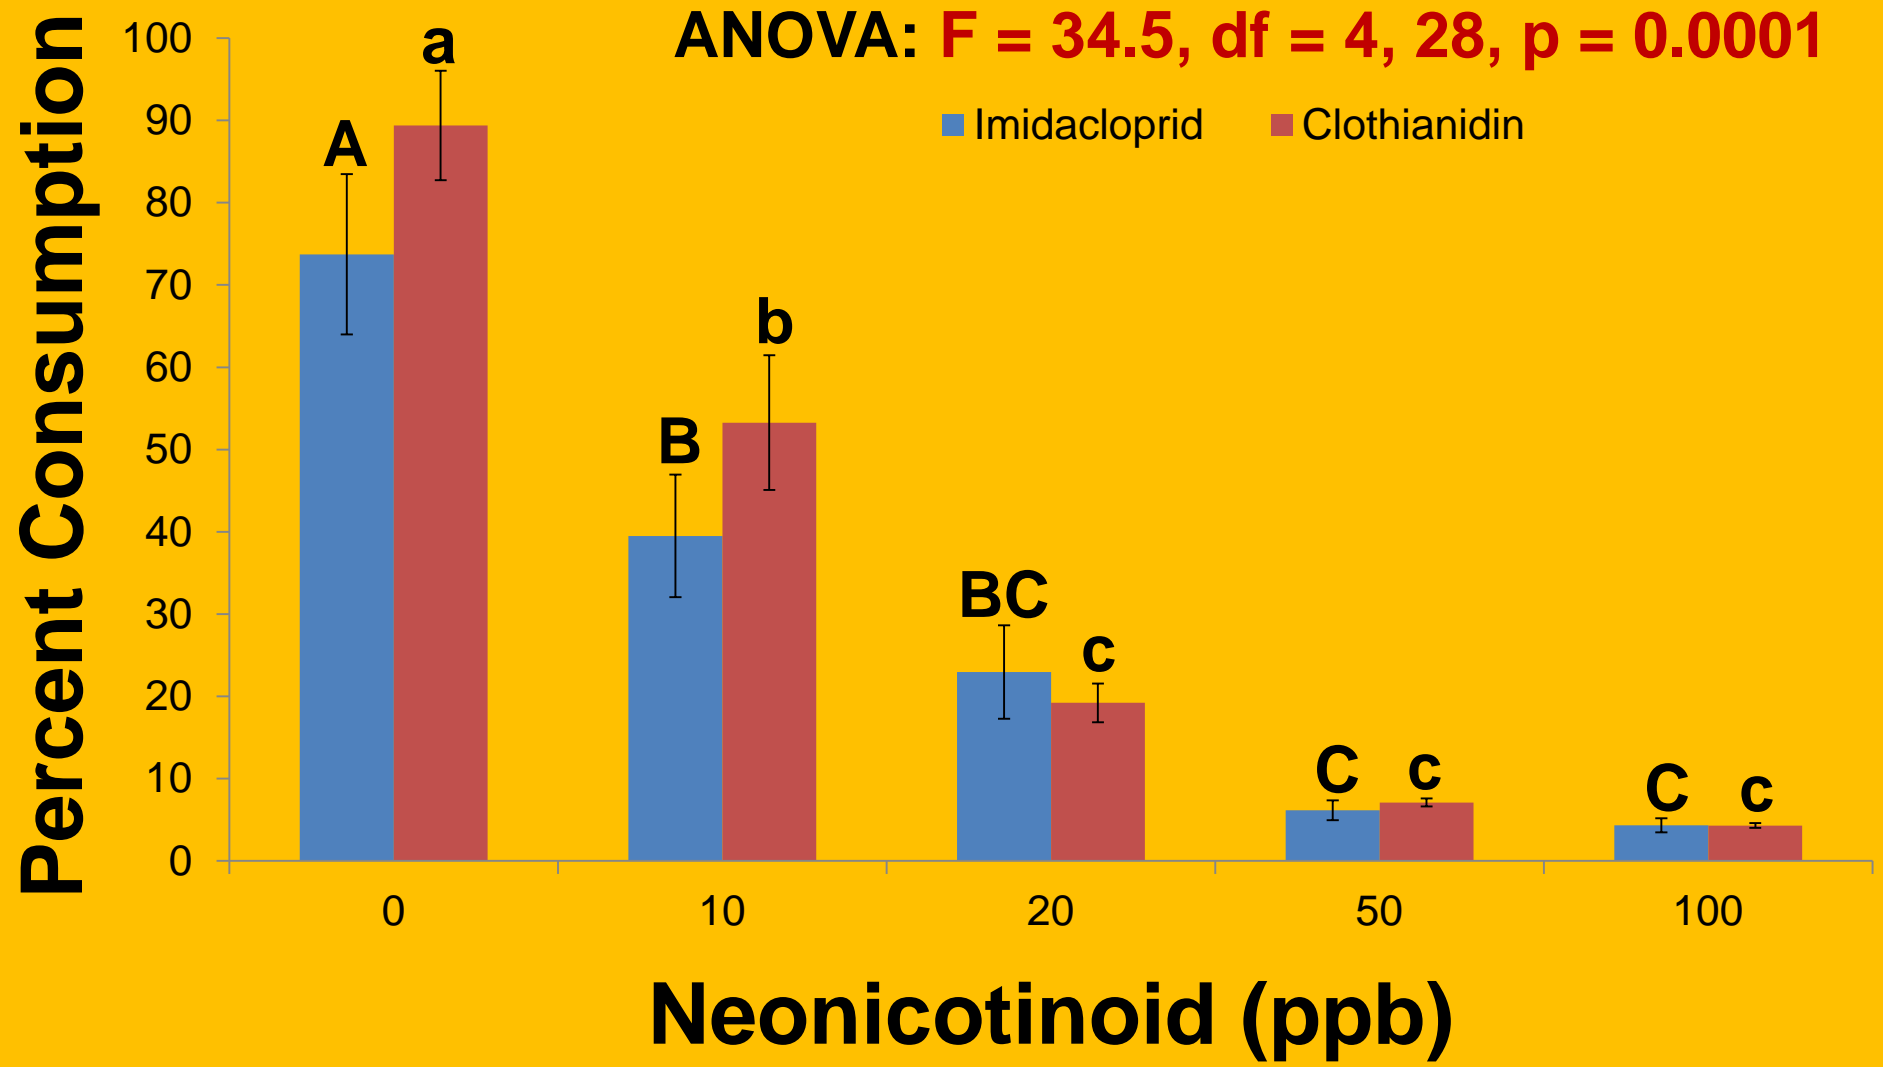 ANOVA: F = 34.5, df = 4, 28, p = 0.0001
Imidacloprid Clothianidin
Percent Consumption
100
90
80
70
60
50
40
30
20
10
0
A
a
B
b
BC
c
C
c
C
c
0 10 20 50 100
Neonicotinoid (ppb)